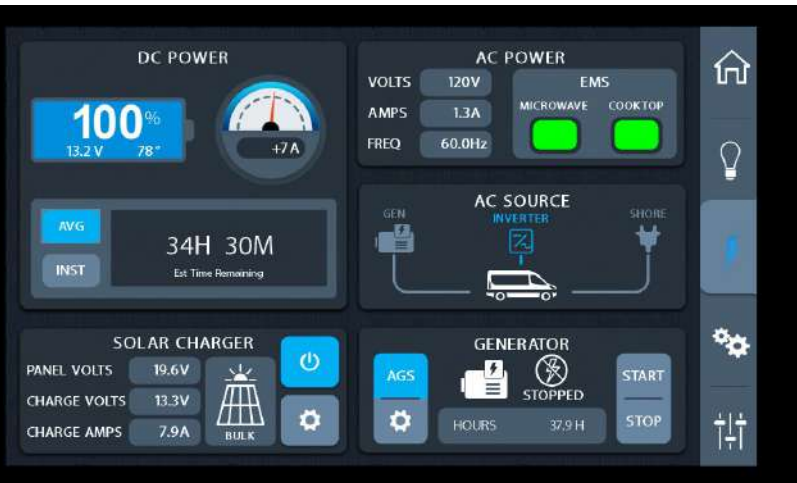 DC POWER
100%
13.2 V 78°
+7A
AVG
INST
34H 30M
Est Time Remaining
AC POWER
VOLTS 120V
AMPS 1.3A
FREQ 60.0Hz
EMS
MICROWAVE COOKTOP
AC SOURCE
GEN
INVERTER
SHORE
SOLAR CHARGER
PANEL VOLTS 19.6V
CHARGE VOLTS 13.3V
CHARGE AMPS 7.9A
BULK
GENERATOR
AGS
STOPPED
START
STOP
HOURS 37.9 H